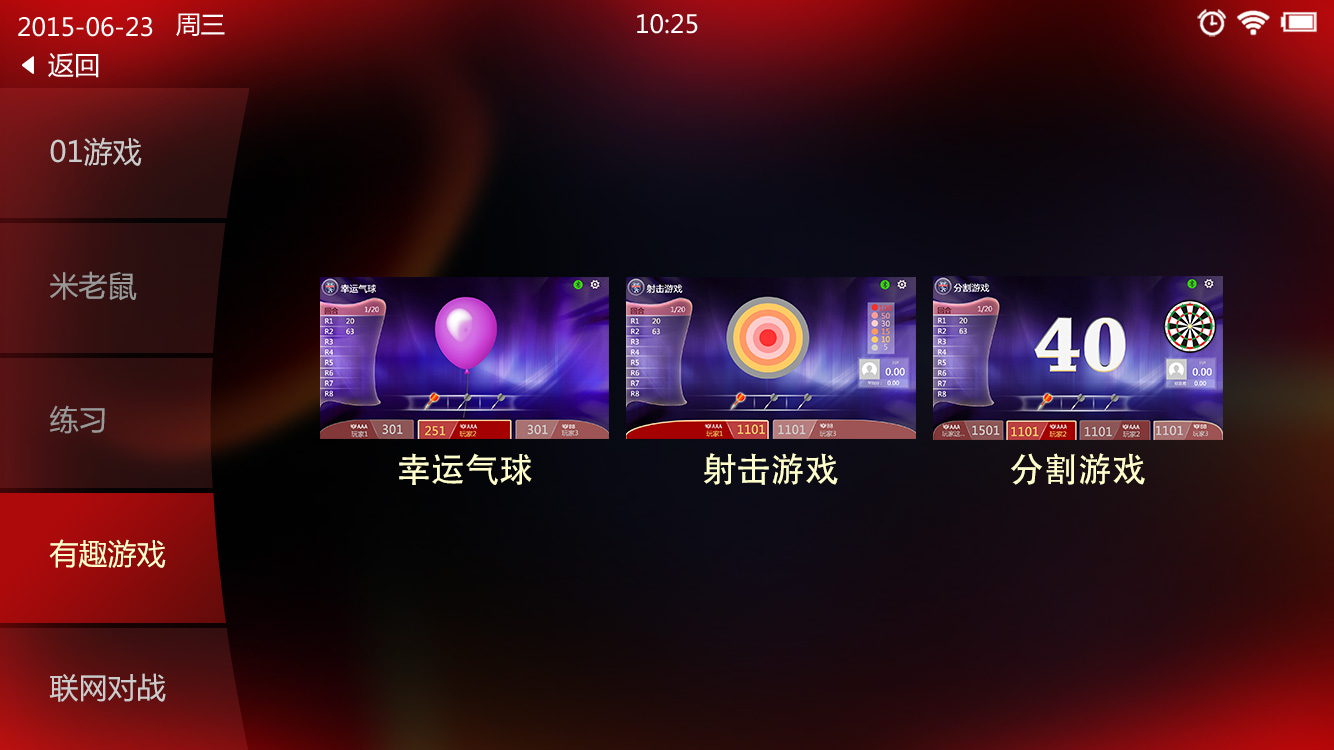 2015-06-23 周三
10:25
返回
01游戏
米老鼠
练习
有趣游戏
联网对战
幸运气球
回合 1/20
R1 20
R2 63
R3
R4
R5
R6
R7
R8
玩家1 301
251 玩家2
301 玩家3
幸运气球
射击游戏
回合 1/20
R1 20
R2 63
R3
R4
R5
R6
R7
R8
50
30
15
10
5
0.00
0.00
玩家1 1101
1101 玩家3
射击游戏
分割游戏
回合 1/20
R1 20
R2 63
R3
R4
R5
R6
R7
R8
40
0.00
0.00
1501
1101 玩家2
1101 玩家2
1101 玩家3
分割游戏